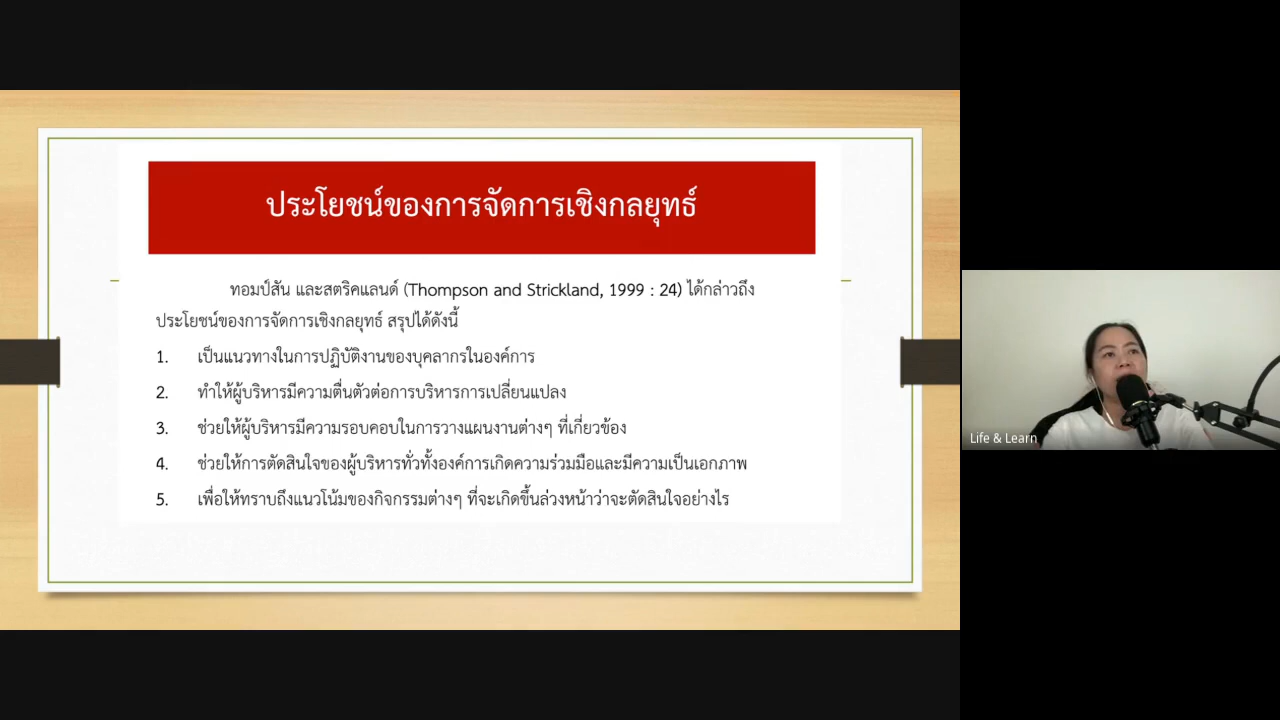 ประโยชน์ของการจัดการเชิงกลยุทธ์
ทอมป์สัน และสตริคแลนด์ (Thompson and Strickland, 1999 : 24) ได้กล่าวถึง
ประโยชน์ของการจัดการเชิงกลยุทธ์ สรุปได้ดังนี้
1. เป็นแนวทางในการปฏิบัติงานของบุคลากรในองค์การ
2. ทำให้ผู้บริหารมีความตื่นตัวต่อการบริหารการเปลี่ยนแปลง
3. ช่วยให้ผู้บริหารมีความรอบคอบในการวางแผนงานต่างๆ ที่เกี่ยวข้อง
4. ช่วยให้การตัดสินใจของผู้บริหารทั่วทั้งองค์การเกิดความร่วมมือและมีความเป็นเอกภาพ
5. เพื่อให้ทราบถึงแนวโน้มของกิจกรรมต่างๆ ที่จะเกิดขึ้นล่วงหน้าว่าจะตัดสินใจอย่างไร
Life & Learn